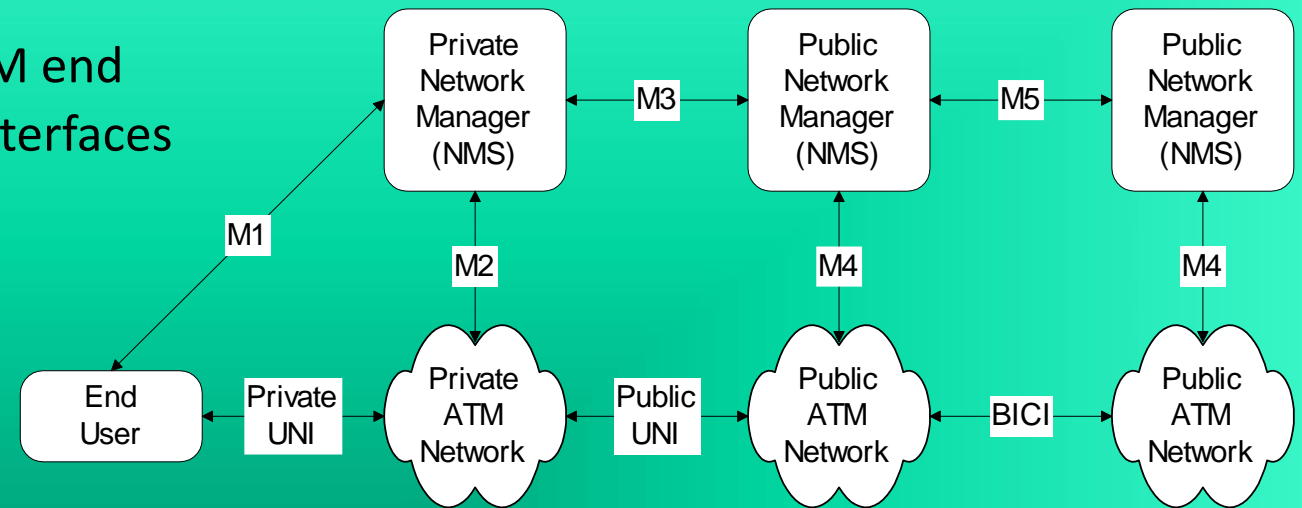 M end
terfaces
Private
Network
Manager
(NMS)
M3
Public
Network
Manager
(NMS)
M5
Public
Network
Manager
(NMS)
M1
M2
M4
M4
End
User
Private
UNI
Private
ATM
Network
Public
UNI
Public
ATM
Network
BICI
Public
ATM
Network